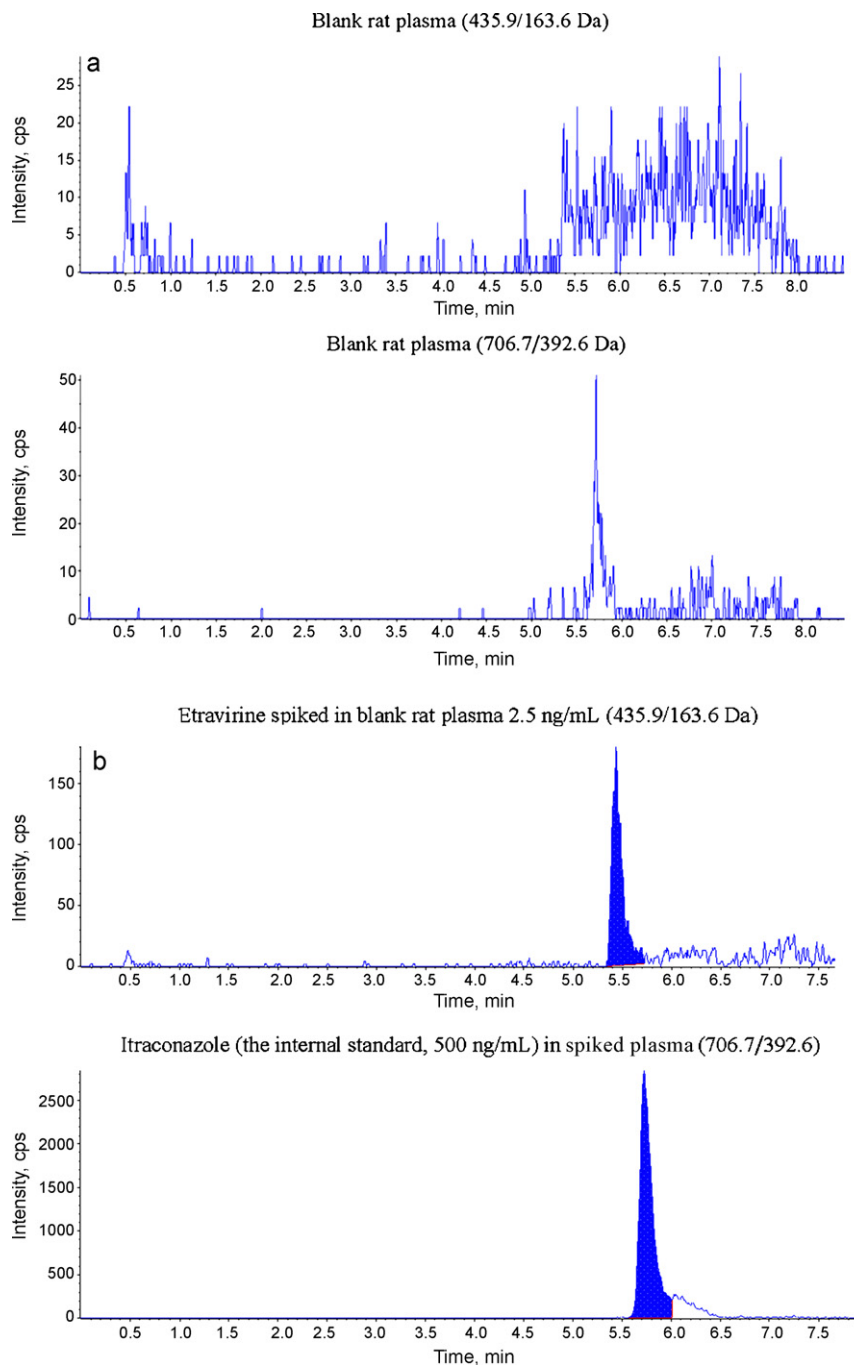 Blank rat plasma (435.9/163.6 Da)
a
Intensity, cps
25
20
15
10
5
0
0.5 1.0 1.5 2.0 2.5 3.0 3.5 4.0 4.5 5.0 5.5 6.0 6.5 7.0 7.5 8.0
Time, min
Blank rat plasma (706.7/392.6 Da)
Intensity, cps
50
40
30
20
10
0
0.5 1.0 1.5 2.0 2.5 3.0 3.5 4.0 4.5 5.0 5.5 6.0 6.5 7.0 7.5 8.0
Time, min
Etravirine spiked in blank rat plasma 2.5 ng/mL (435.9/163.6 Da)
b
Intensity, cps
150
100
50
0
0.5 1.0 1.5 2.0 2.5 3.0 3.5 4.0 4.5 5.0 5.5 6.0 6.5 7.0 7.5
Time, min
Itraconazole (the internal standard, 500 ng/mL) in spiked plasma (706.7/392.6)
Intensity, cps
2500
2000
1500
1000
500
0
0.5 1.0 1.5 2.0 2.5 3.0 3.5 4.0 4.5 5.0 5.5 6.0 6.5 7.0 7.5
Time, min